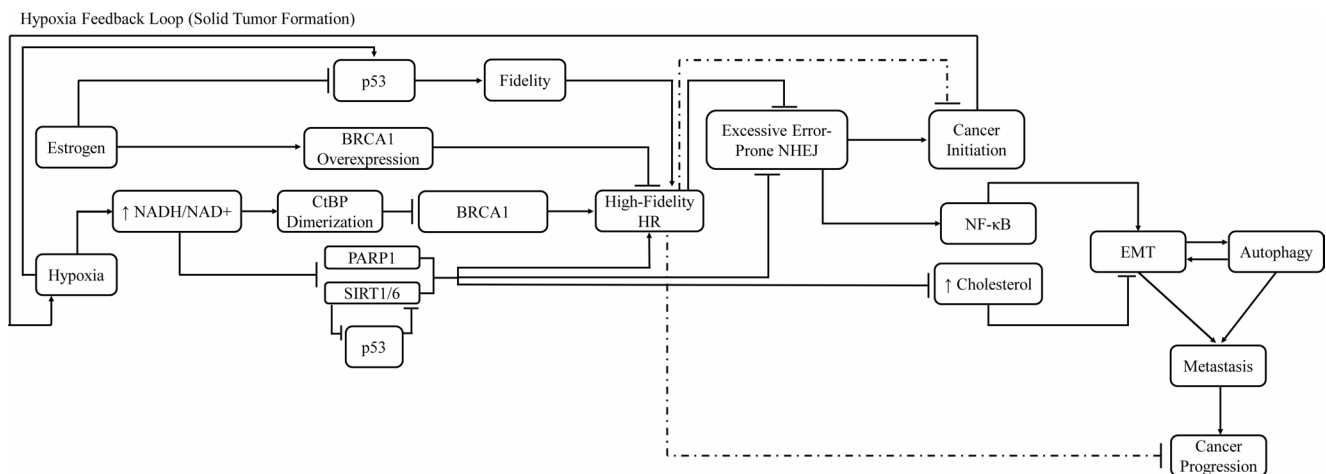 Hypoxia Feedback Loop (Solid Tumor Formation)
p53
Fidelity
Estrogen
BRCA1
Overexpression
Excessive Error-
Prone NHEJ
Cancer
Initiation
↑ NADH/NAD+
CtBP
Dimerization
BRCA1
High-Fidelity
HR
NF-κB
Hypoxia
PARP1
SIRT1/6
p53
↑ Cholesterol
EMT
Autophagy
Metastasis
Cancer
Progression